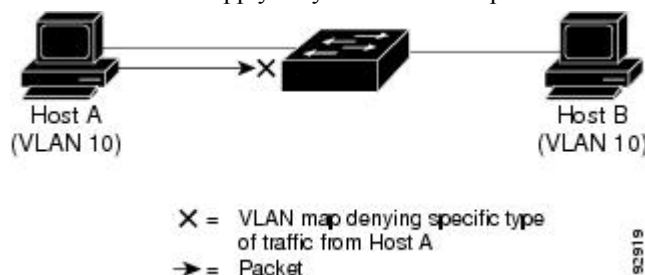 Host A
(VLAN 10)
Host B
(VLAN 10)
X = VLAN map denying specific type
of traffic from Host A
→ = Packet
92919